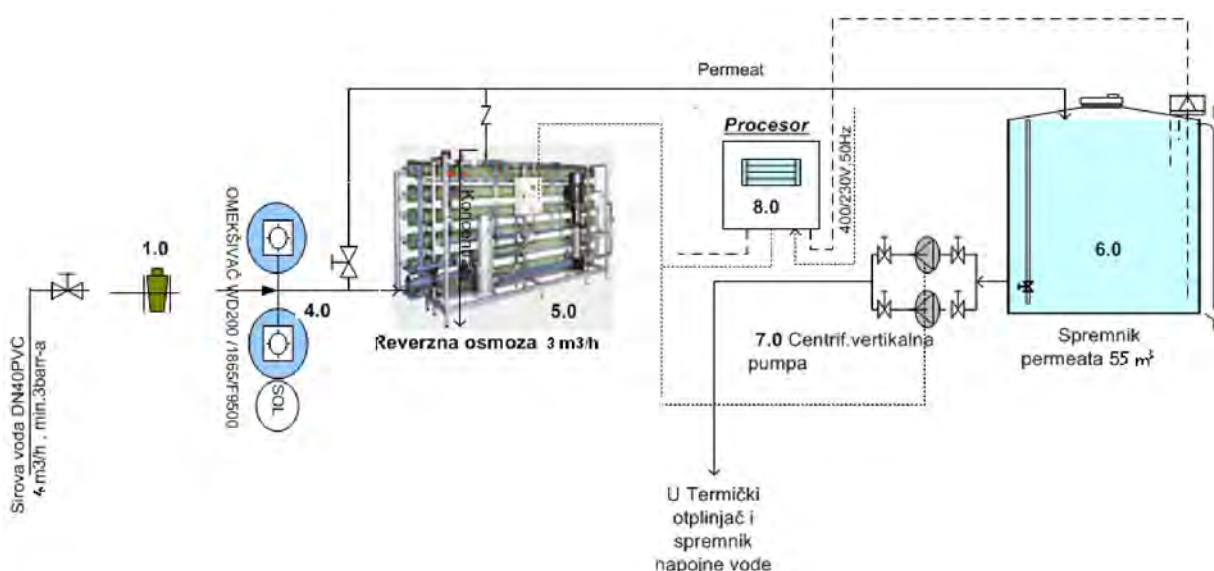 Permeat
Procesor
8.0
400/230V,50Hz
OMEKŠIVAČ WD200 /1865/F9500
1.0
4.0
SOL
Koncentrat
5.0
Reverzna osmoza 3 m3/h
6.0
Spremnik
permeata 55 m³
7.0 Centrif.vertikalna
pumpa
Sirova voda DN40PVC
4 m3/h , min.3barr-a
U Termički
otplinjač i
spremnik
napojne vode